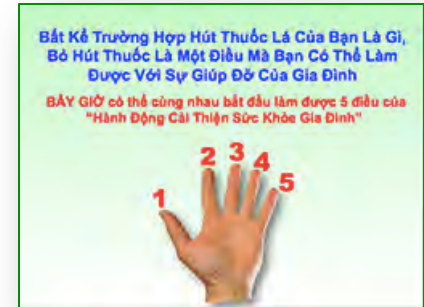 Bất Kể Trường Hợp Hút Thuốc Lá Của Bạn Là Gì,
Bỏ Hút Thuốc Là Một Điều Mà Bạn Có Thể Làm
Được Với Sự Giúp Đỡ Của Gia Đình
BÂY GIỜ có thể cùng nhau bắt đầu làm được 5 điều của
"Hành Động Cải Thiện Sức Khỏe Gia Đình"
1 2 3 4 5